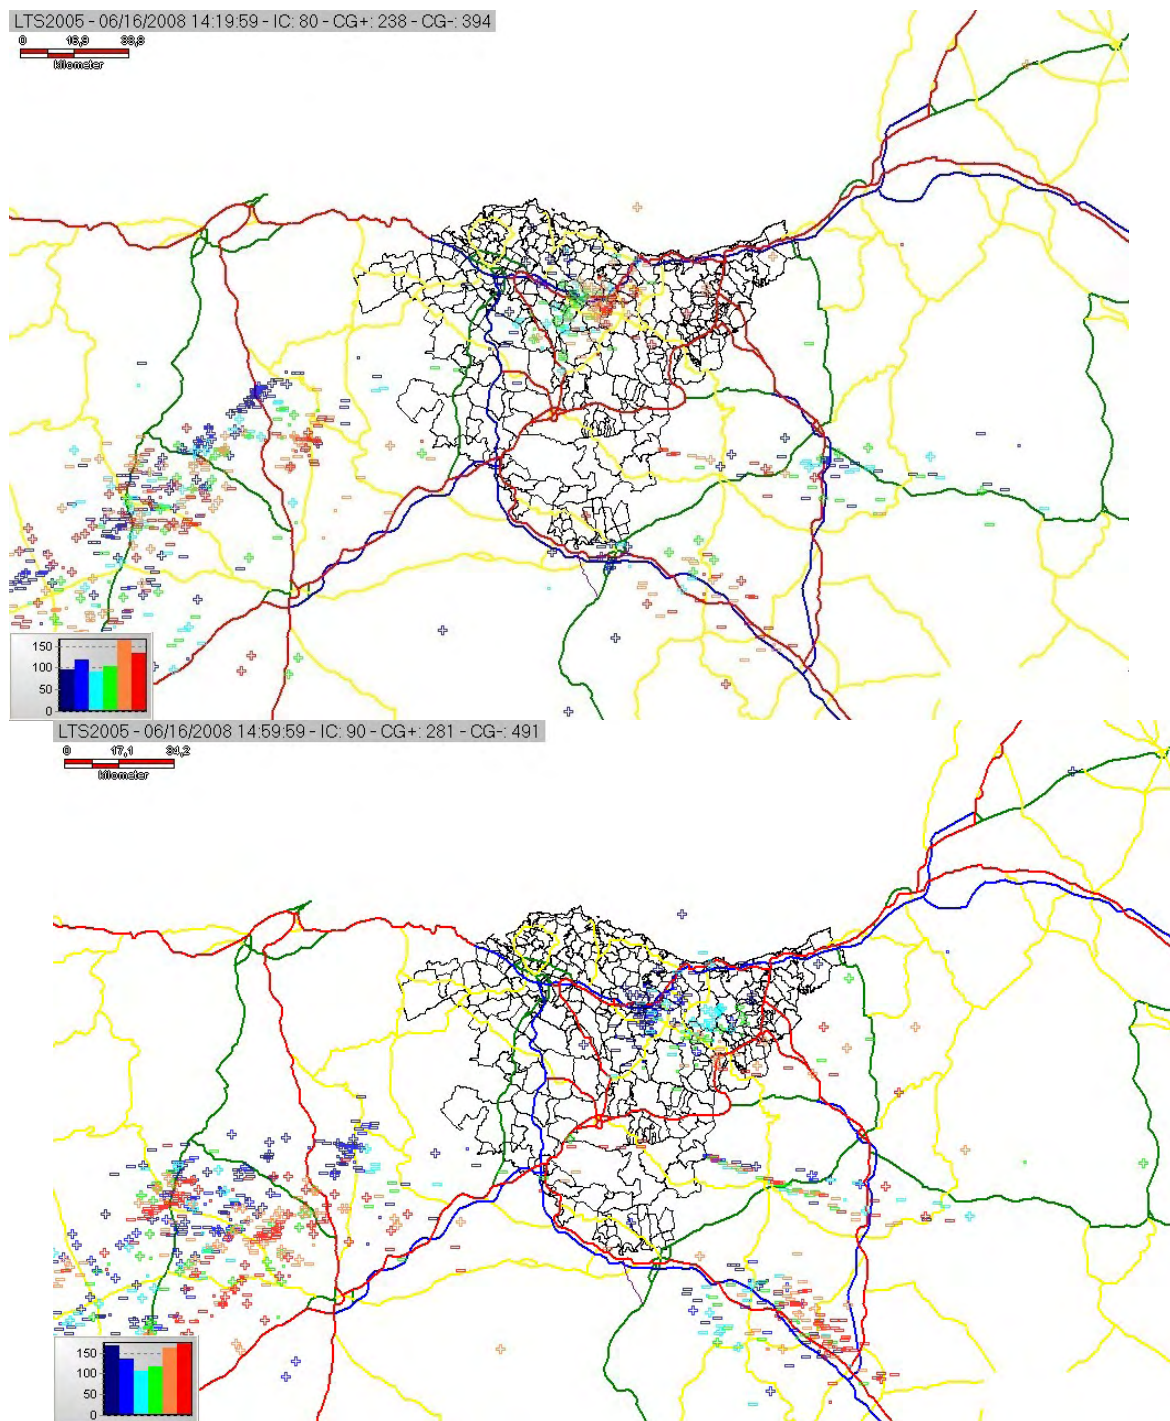 LTS2005 - 06/16/2008 14:19:59 - IC: 80 - CG+: 238 - CG-: 394
0 16,9 33,8
kilometer
150
100
50
0
LTS2005 - 06/16/2008 14:59:59 - IC: 90 - CG+: 281 - CG-: 491
0 17,1 34,2
kilometer
150
100
50
0